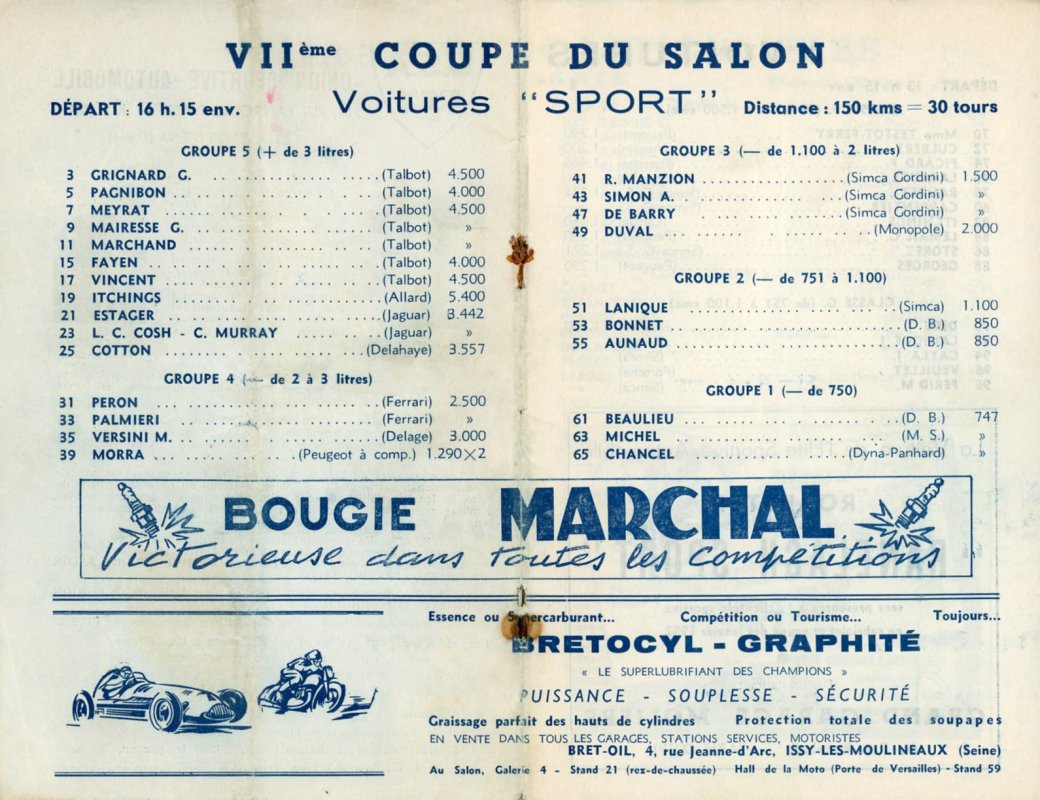 VIIème COUPE DU SALON
DÉPART : 16 h. 15 env.
Voitures "SPORT"
Distance : 150 kms = 30 tours
GROUPE 5 (+ de 3 litres)
3 GRIGNARD G. (Talbot) 4.500
5 PAGNIBON (Talbot) 4.000
7 MEYRAT (Talbot) 4.500
9 MAIRESSE G. (Talbot) »
11 MARCHAND (Talbot) »
15 FAYEN (Talbot) 4.000
17 VINCENT (Talbot) 4.500
19 ITCHINGS (Allard) 5.400
21 ESTAGER (Jaguar) 3.442
23 L. C. COSH - C. MURRAY (Jaguar) »
25 COTTON (Delahaye) 3.557
GROUPE 4 (— de 2 à 3 litres)
31 PERON (Ferrari) 2.500
33 PALMIERI (Ferrari) »
35 VERSINI M. (Delage) 3.000
39 MORRA (Peugeot à comp.) 1.290×2
GROUPE 3 (— de 1.100 à 2 litres)
41 R. MANZION (Simca Gordini) 1.500
43 SIMON A. (Simca Gordini) »
47 DE BARRY (Simca Gordini) »
49 DUVAL (Monopole) 2.000
GROUPE 2 (— de 751 à 1.100)
51 LANIQUE (Simca) 1.100
53 BONNET (D. B.) 850
55 AUNAUD (D. B.) 850
GROUPE 1 (— de 750)
61 BEAULIEU (D. B.) 747
63 MICHEL (M. S.) »
65 CHANCEL (Dyna-Panhard) »
BOUGIE MARCHAL
Victorieuse dans toutes les compétitions
Essence ou Supercarburant... Compétition ou Tourisme... Toujours...
BRETOCYL - GRAPHITÉ
« LE SUPERLUBRIFIANT DES CHAMPIONS »
PUISSANCE - SOUPLESSE - SÉCURITÉ
Graissage parfait des hauts de cylindres Protection totale des soupapes
EN VENTE DANS TOUS LES GARAGES, STATIONS SERVICES, MOTORISTES
BRET-OIL, 4, rue Jeanne-d'Arc, ISSY-LES-MOULINEAUX (Seine)
Au Salon, Galerie 4 - Stand 21 (rez-de-chaussée) Hall de la Moto (Porte de Versailles) - Stand 59